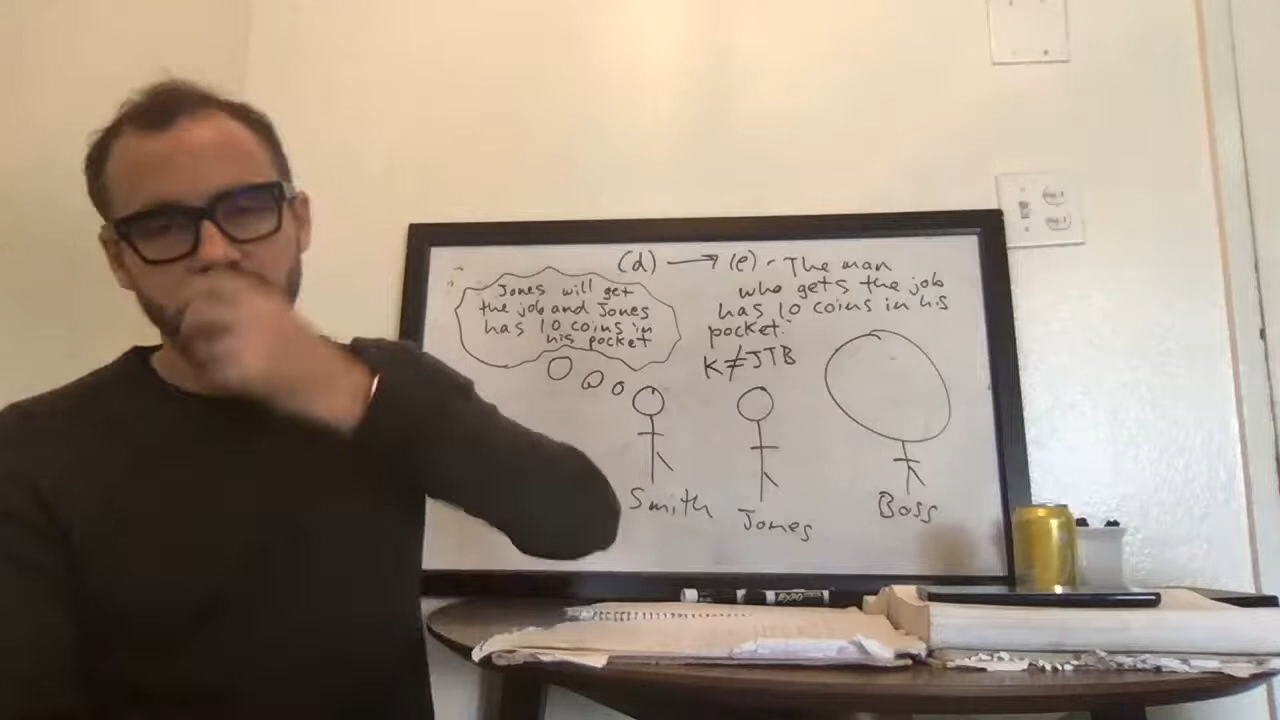 (d) → (e) - The man
who gets the job
has 10 coins in his
pocket.
Jones will get
the job and Jones
has 10 coins in
his pocket
K≠JTB
Smith
Jones
Boss
EXPO